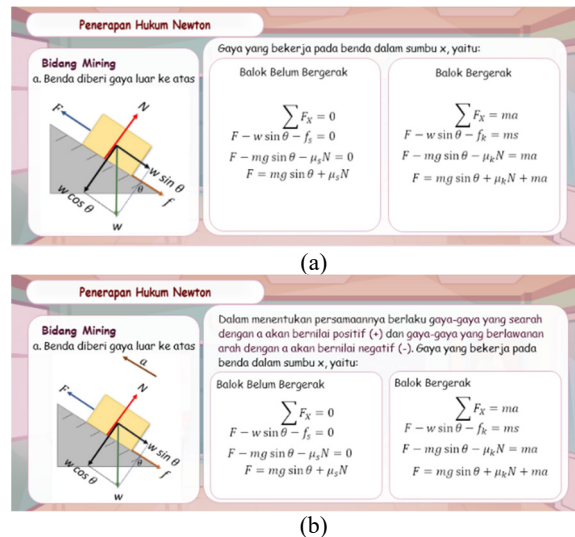 Penerapan Hukum Newton
Bidang Miring
a. Benda diberi gaya luar ke atas
F
N
w sin θ
θ
w cos θ
f
w
Gaya yang bekerja pada benda dalam sumbu x, yaitu:
Balok Belum Bergerak
∑ F_X = 0
F − w sin θ − f_s = 0
F − mg sin θ − μ_sN = 0
F = mg sin θ + μ_sN
Balok Bergerak
∑ F_X = ma
F − w sin θ − f_k = ms
F − mg sin θ − μ_kN = ma
F = mg sin θ + μ_kN + ma
(a)
Penerapan Hukum Newton
Bidang Miring
a. Benda diberi gaya luar ke atas
a
F
N
w sin θ
θ
w cos θ
f
w
Dalam menentukan persamaannya berlaku gaya-gaya yang searah
dengan a akan bernilai positif (+) dan gaya-gaya yang berlawanan
arah dengan a akan bernilai negatif (-). Gaya yang bekerja pada
benda dalam sumbu x, yaitu:
Balok Belum Bergerak
∑ F_X = 0
F − w sin θ − f_s = 0
F − mg sin θ − μ_sN = 0
F = mg sin θ + μ_sN
Balok Bergerak
∑ F_X = ma
F − w sin θ − f_k = ms
F − mg sin θ − μ_kN = ma
F = mg sin θ + μ_kN + ma
(b)